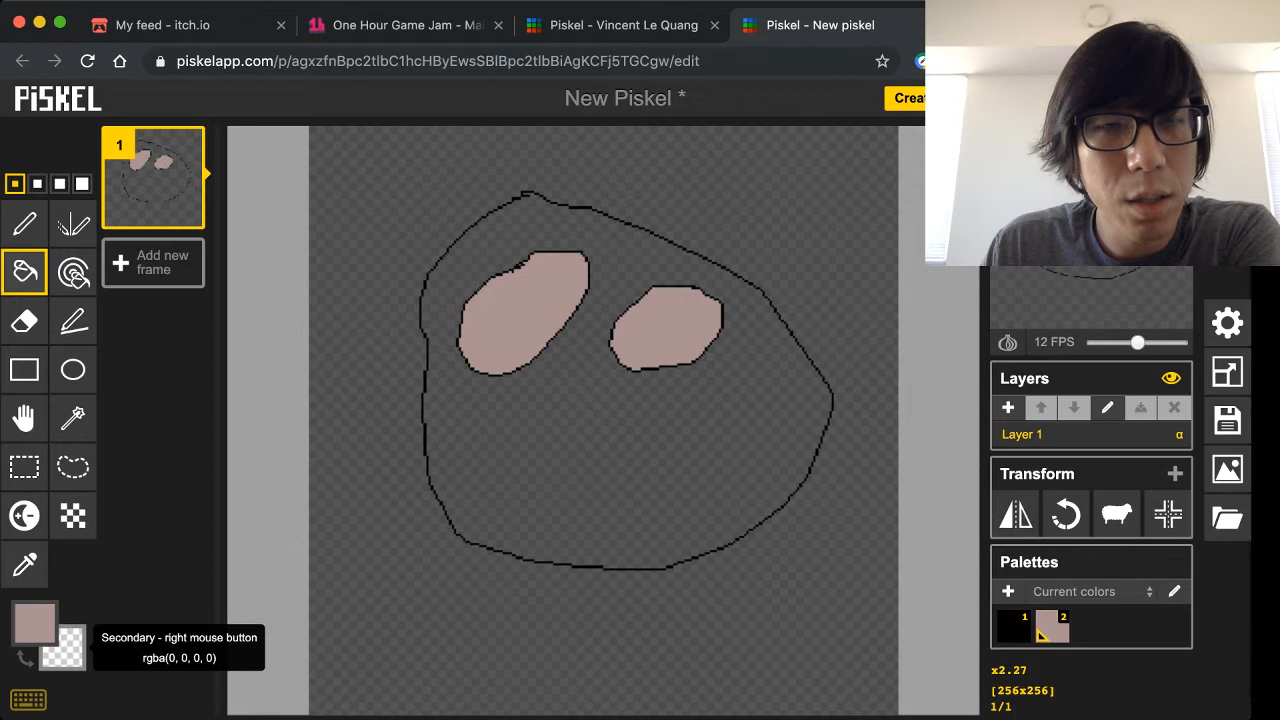 My feed - itch.io
One Hour Game Jam - Mai
Piskel - Vincent Le Quang
Piskel - New piskel
piskelapp.com/p/agxzfnBpc2tlbC1hcHByEwsSBlBpc2tlbBiAgKCFj5TGCgw/edit
PiSKEL
New Piskel *
Crea
1
Add new
frame
12 FPS
Layers
Layer 1
α
Transform
Palettes
Current colors
1
2
Secondary - right mouse button
rgba(0, 0, 0, 0)
x2.27
[256x256]
1/1